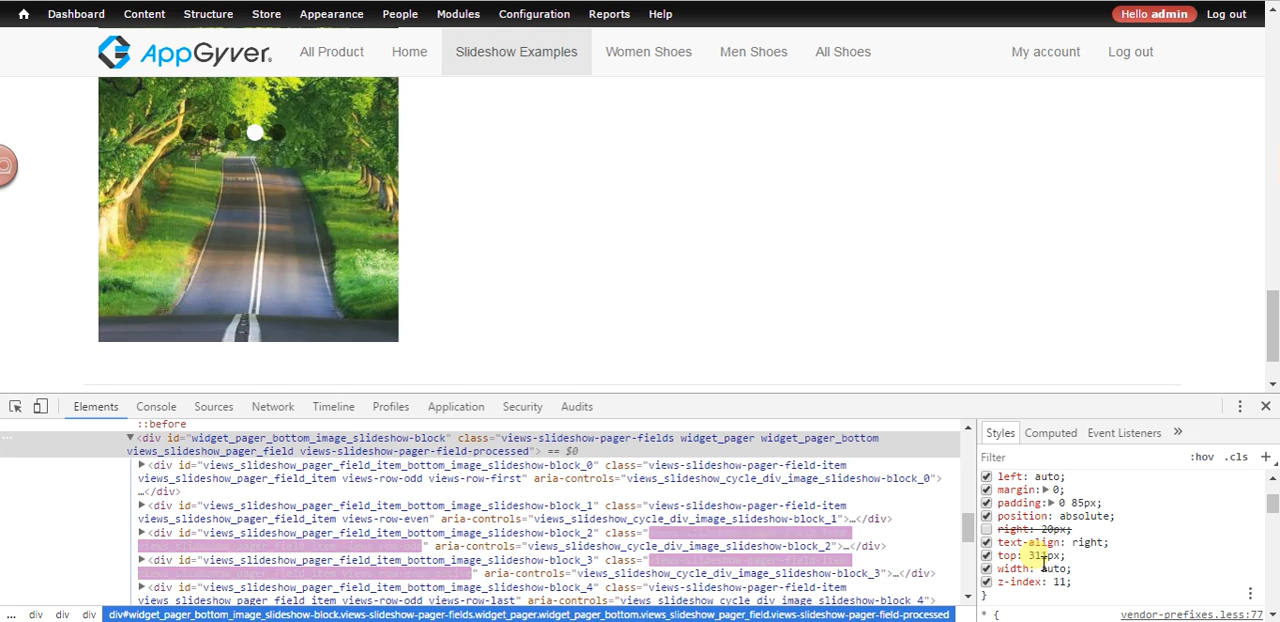 Dashboard Content Structure Store Appearance People Modules Configuration Reports Help Hello admin Log out
AppGyver All Product Home Slideshow Examples Women Shoes Men Shoes All Shoes My account Log out
Elements Console Sources Network Timeline Profiles Application Security Audits
::before
▼<div id="widget_pager_bottom_image_slideshow-block" class="views-slideshow-pager-fields widget_pager widget_pager_bottom
views_slideshow_pager_field views-slideshow-pager-field-processed"> == $0
▶<div id="views_slideshow_pager_field_item_bottom_image_slideshow-block_0" class="views-slideshow-pager-field-item
views_slideshow_pager_field_item views-row-odd views-row-first" aria-controls="views_slideshow_cycle_div_image_slideshow-block_0">
…</div>
▶<div id="views_slideshow_pager_field_item_bottom_image_slideshow-block_1" class="views-slideshow-pager-field-item
views_slideshow_pager_field_item views-row-even" aria-controls="views_slideshow_cycle_div_image_slideshow-block_1">…</div>
▶<div id="views_slideshow_pager_field_item_bottom_image_slideshow-block_2" class="
" aria-controls="views_slideshow_cycle_div_image_slideshow-block_2">…</div>
▶<div id="views_slideshow_pager_field_item_bottom_image_slideshow-block_3" class="
" aria-controls="views_slideshow_cycle_div_image_slideshow-block_3">…</div>
▶<div id="views_slideshow_pager_field_item_bottom_image_slideshow-block_4" class="views-slideshow-pager-field-item
views_slideshow_pager_field_item views-row-odd views-row-last" aria-controls="views_slideshow_cycle_div_image_slideshow-block_4">
... div div div div#widget_pager_bottom_image_slideshow-block.views-slideshow-pager-fields.widget_pager.widget_pager_bottom.views_slideshow_pager_field.views-slideshow-pager-field-processed
Styles Computed Event Listeners »
Filter :hov .cls +
left: auto;
margin:▶ 0;
padding:▶ 0 85px;
position: absolute;
right: 20px;
text-align: right;
top: px;
width: auto;
z-index: 11;
}
* { vendor-prefixes.less:77